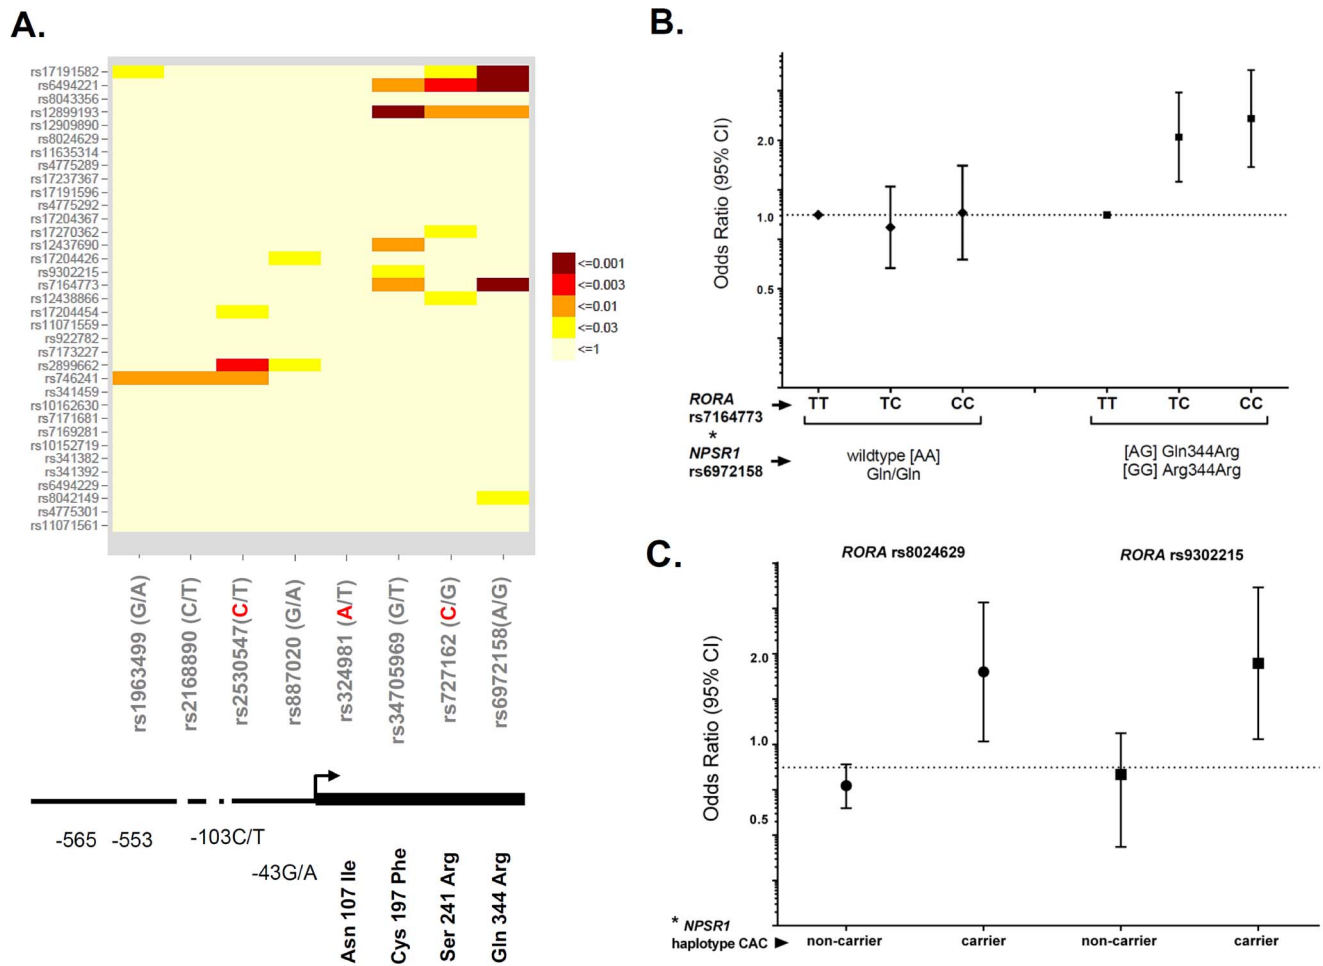 A.
rs17191582
rs6494221
rs8043356
rs12899193
rs12909890
rs8024629
rs11635314
rs4775289
rs17237367
rs17191596
rs4775292
rs17204367
rs17270362
rs12437690
rs17204426
rs9302215
rs7164773
rs12438866
rs17204454
rs11071559
rs922782
rs7173227
rs2899662
rs746241
rs341459
rs10162630
rs7171681
rs7169281
rs10152719
rs341382
rs341392
rs6494229
rs8042149
rs4775301
rs11071561
<=0.001
<=0.003
<=0.01
<=0.03
<=1
rs1963499 (G/A)
rs2168890 (C/T)
rs2530547(C/T)
rs887020 (G/A)
rs324981 (A/T)
rs34705969 (G/T)
rs727162 (C/G)
rs6972158(A/G)
-565
-553
-103C/T
-43G/A
Asn 107 Ile
Cys 197 Phe
Ser 241 Arg
Gln 344 Arg
B.
Odds Ratio (95% CI)
2.0
1.0
0.5
RORA
rs7164773
TT
TC
CC
TT
TC
CC
*
NPSR1
rs6972158
wildtype [AA]
Gln/Gln
[AG] Gln344Arg
[GG] Arg344Arg
C.
RORA rs8024629
RORA rs9302215
Odds Ratio (95% CI)
2.0
1.0
0.5
* NPSR1
haplotype CAC
non-carrier
carrier
non-carrier
carrier